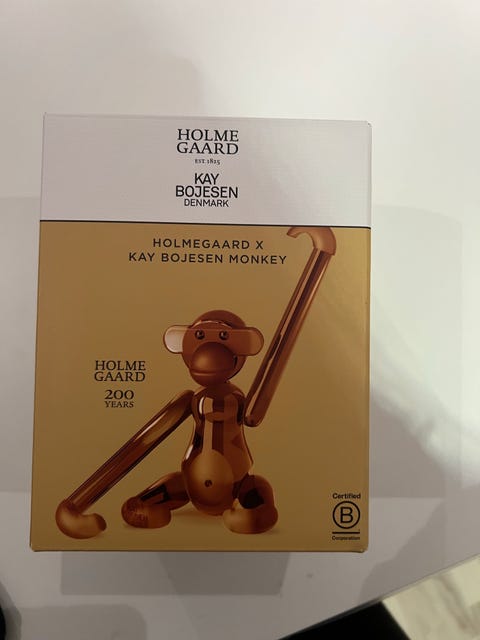 HOLME
GAARD
EST. 1825
KAY
BOJESEN
DENMARK
HOLMEGAARD X
KAY BOJESEN MONKEY
HOLME
GAARD
200
YEARS
Certified
B
Corporation